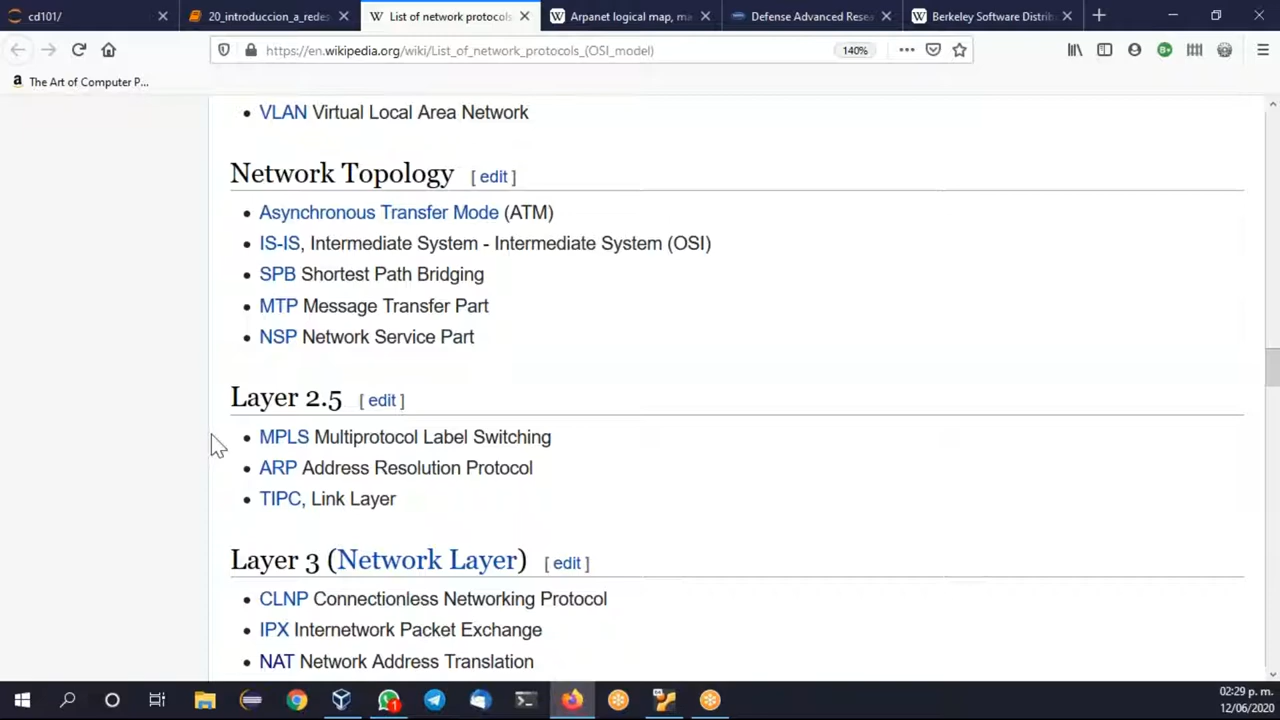 cd101/
20_introduccion_a_redes
List of network protocols
Arpanet logical map, ma
Defense Advanced Resea
Berkeley Software Distrib
https://en.wikipedia.org/wiki/List_of_network_protocols_(OSI_model)
140%
The Art of Computer P...
VLAN Virtual Local Area Network
Network Topology [ edit ]
Asynchronous Transfer Mode (ATM)
IS-IS, Intermediate System - Intermediate System (OSI)
SPB Shortest Path Bridging
MTP Message Transfer Part
NSP Network Service Part
Layer 2.5 [ edit ]
MPLS Multiprotocol Label Switching
ARP Address Resolution Protocol
TIPC, Link Layer
Layer 3 (Network Layer) [ edit ]
CLNP Connectionless Networking Protocol
IPX Internetwork Packet Exchange
NAT Network Address Translation
1
02:29 p. m.
12/06/2020